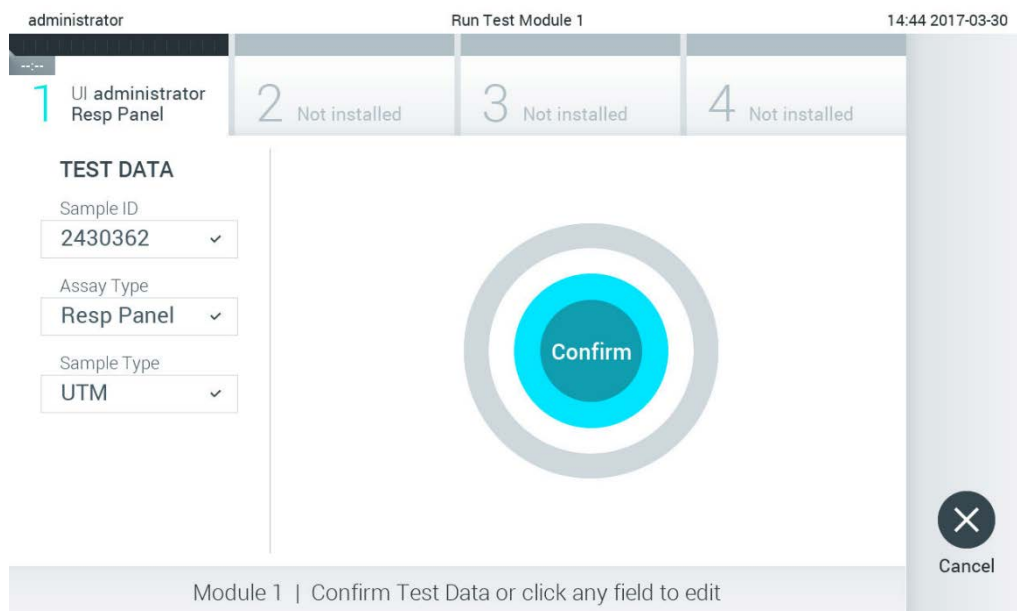 administrator Run Test Module 1 14:44 2017-03-30
--:--
1 UI administrator
Resp Panel
2 Not installed
3 Not installed
4 Not installed
TEST DATA
Sample ID
2430362
Assay Type
Resp Panel
Sample Type
UTM
Confirm
Cancel
Module 1 | Confirm Test Data or click any field to edit